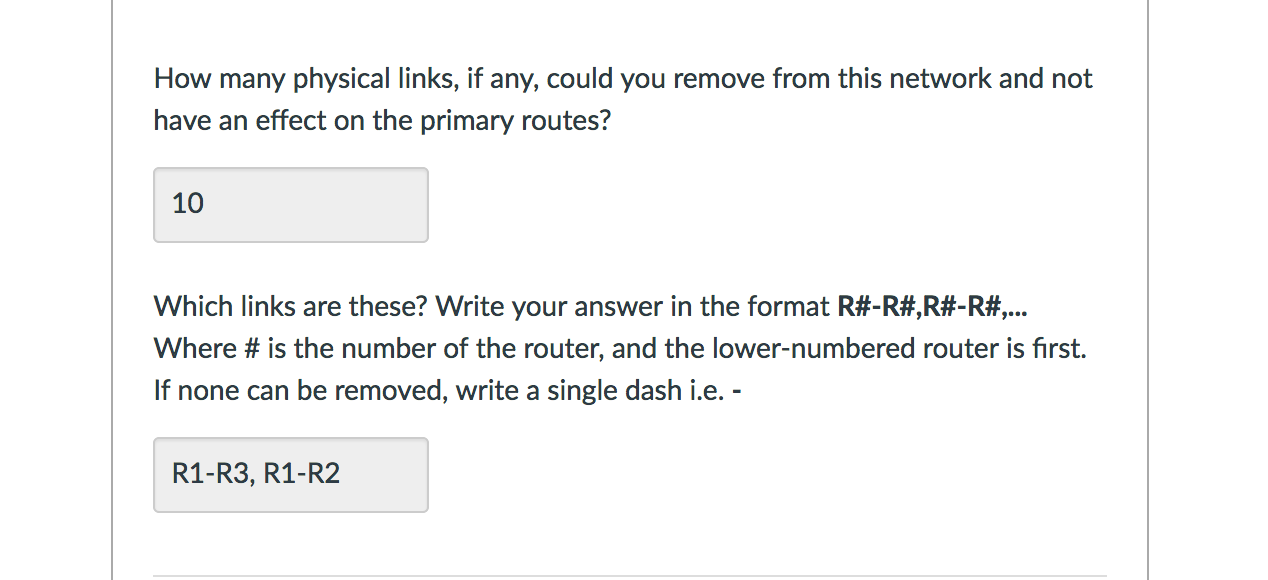 How many physical links, if any, could you remove from this network and not
have an effect on the primary routes?
10
Which links are these? Write your answer in the format R#-R#,R#-R#,...
Where # is the number of the router, and the lower-numbered router is first.
If none can be removed, write a single dash i.e. -
R1-R3, R1-R2